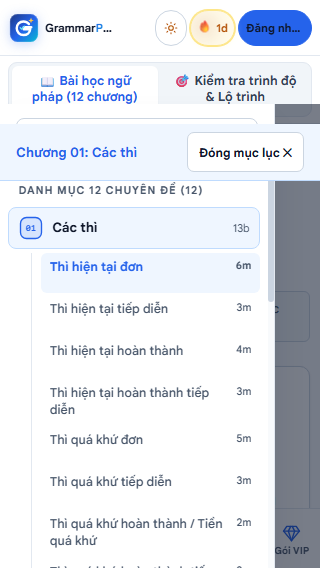 GrammarP...
1d
Đăng nh...
Bài học ngữ
pháp (12 chương)
Kiểm tra trình độ
& Lộ trình
Chương 01: Các thì
Đóng mục lục
DANH MỤC 12 CHUYÊN ĐỀ (12)
01
Các thì
13b
Thì hiện tại đơn
6m
Thì hiện tại tiếp diễn
3m
Thì hiện tại hoàn thành
4m
Thì hiện tại hoàn thành tiếp
diễn
3m
Thì quá khứ đơn
5m
Thì quá khứ tiếp diễn
3m
Thì quá khứ hoàn thành / Tiền
quá khứ
2m
Gói VIP